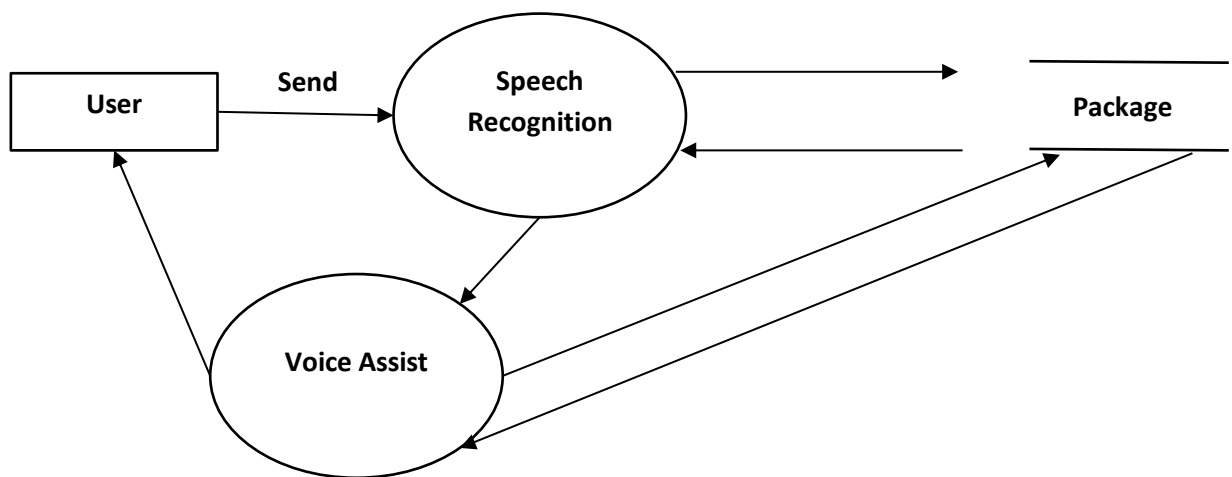 User
Send
Speech
Recognition
Package
Voice Assist